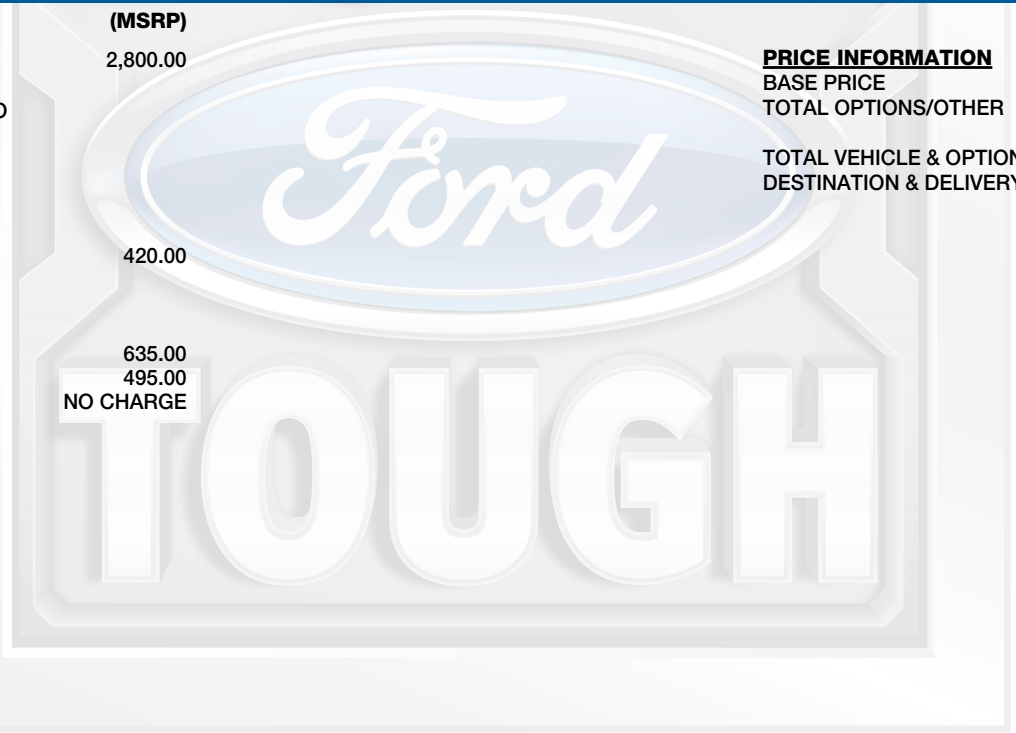 (MSRP)
2,800.00
420.00
635.00
495.00
NO CHARGE
PRICE INFORMATION
BASE PRICE
TOTAL OPTIONS/OTHER
TOTAL VEHICLE & OPTION
DESTINATION & DELIVERY
Ford
TOUGH